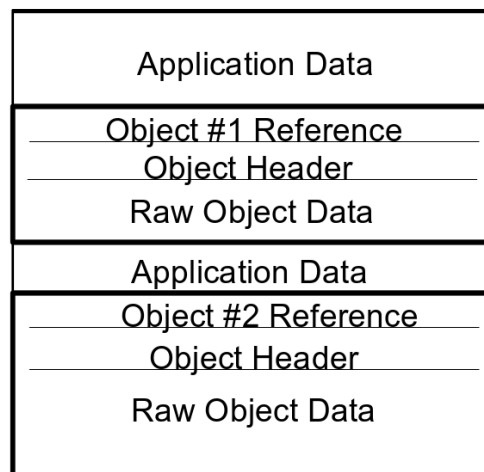 Application Data
Object #1 Reference
Object Header
Raw Object Data
Application Data
Object #2 Reference
Object Header
Raw Object Data